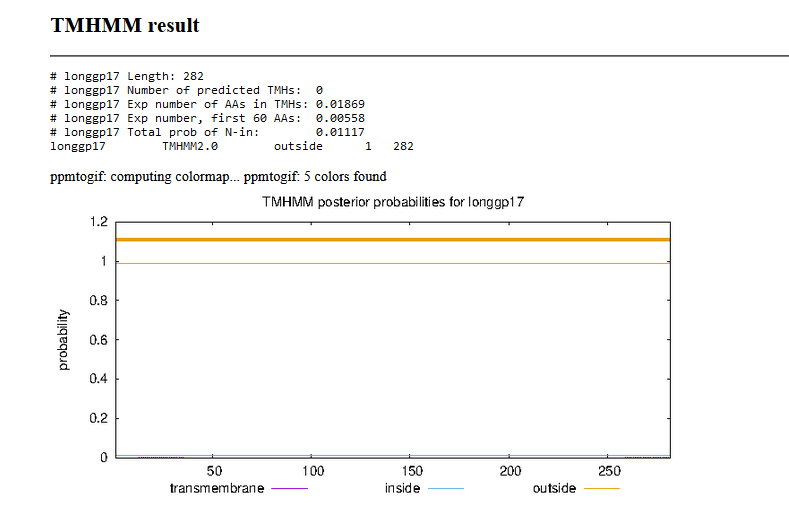 TMHMM result
# longgp17 Length: 282
# longgp17 Number of predicted TMHs:  0
# longgp17 Exp number of AAs in TMHs: 0.01869
# longgp17 Exp number, first 60 AAs:  0.00558
# longgp17 Total prob of N-in:        0.01117
longgp17        TMHMM2.0        outside      1   282
ppmtogif: computing colormap... ppmtogif: 5 colors found
TMHMM posterior probabilities for longgp17
1.2
1
0.8
0.6
0.4
0.2
0
probability
50 100 150 200 250
transmembrane inside outside